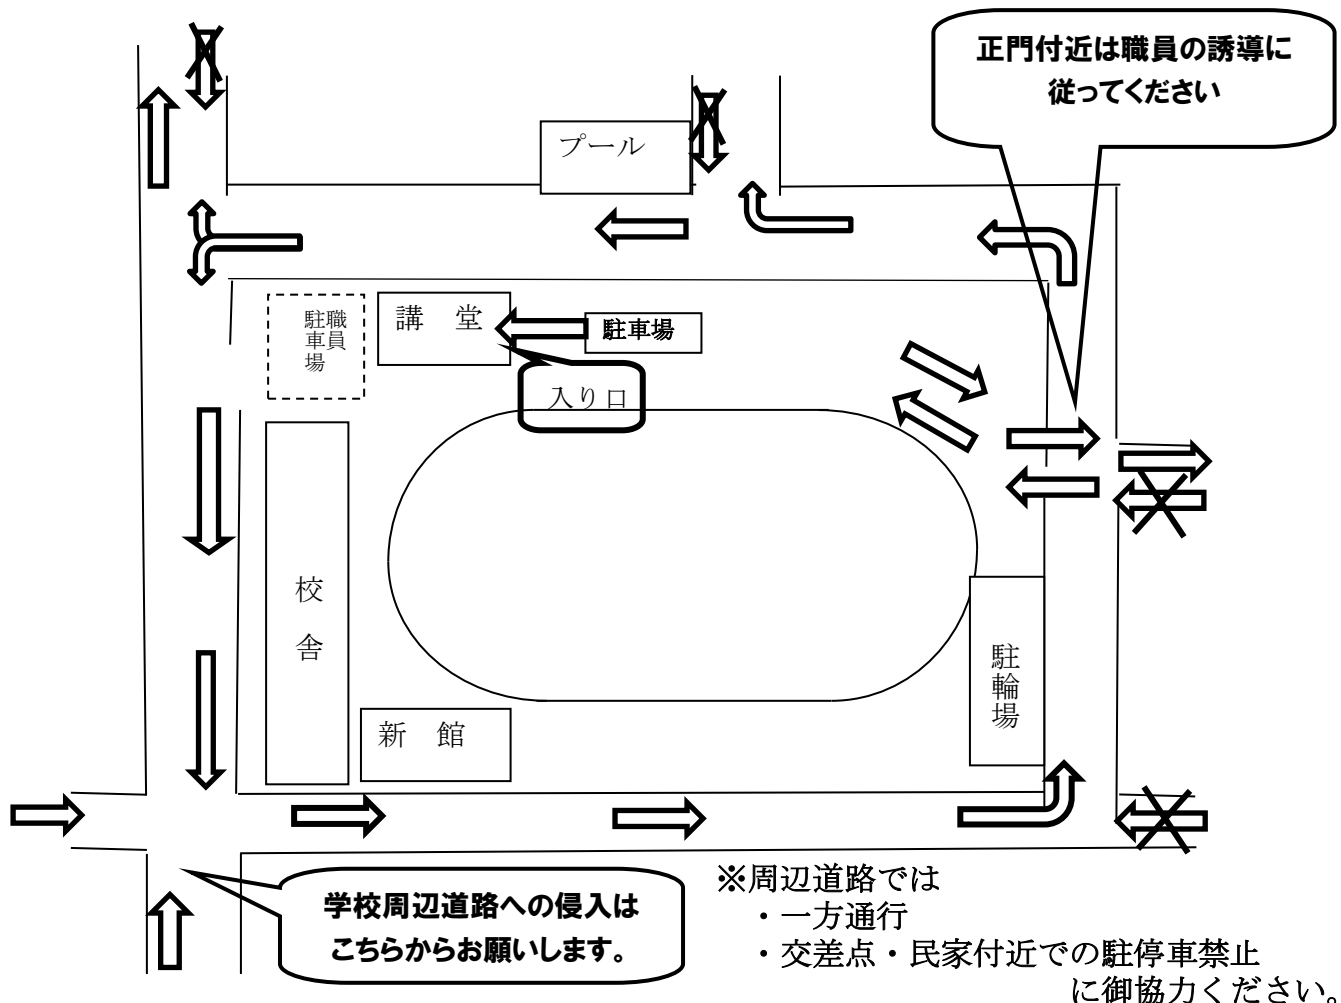 正門付近は職員の誘導に
従ってください
プール
職員
駐車場
講　堂
駐車場
入り口
校
舎
新　館
駐輪場
学校周辺道路への侵入は
こちらからお願いします。
※周辺道路では
・一方通行
・交差点・民家付近での駐停車禁止
に御協力ください。